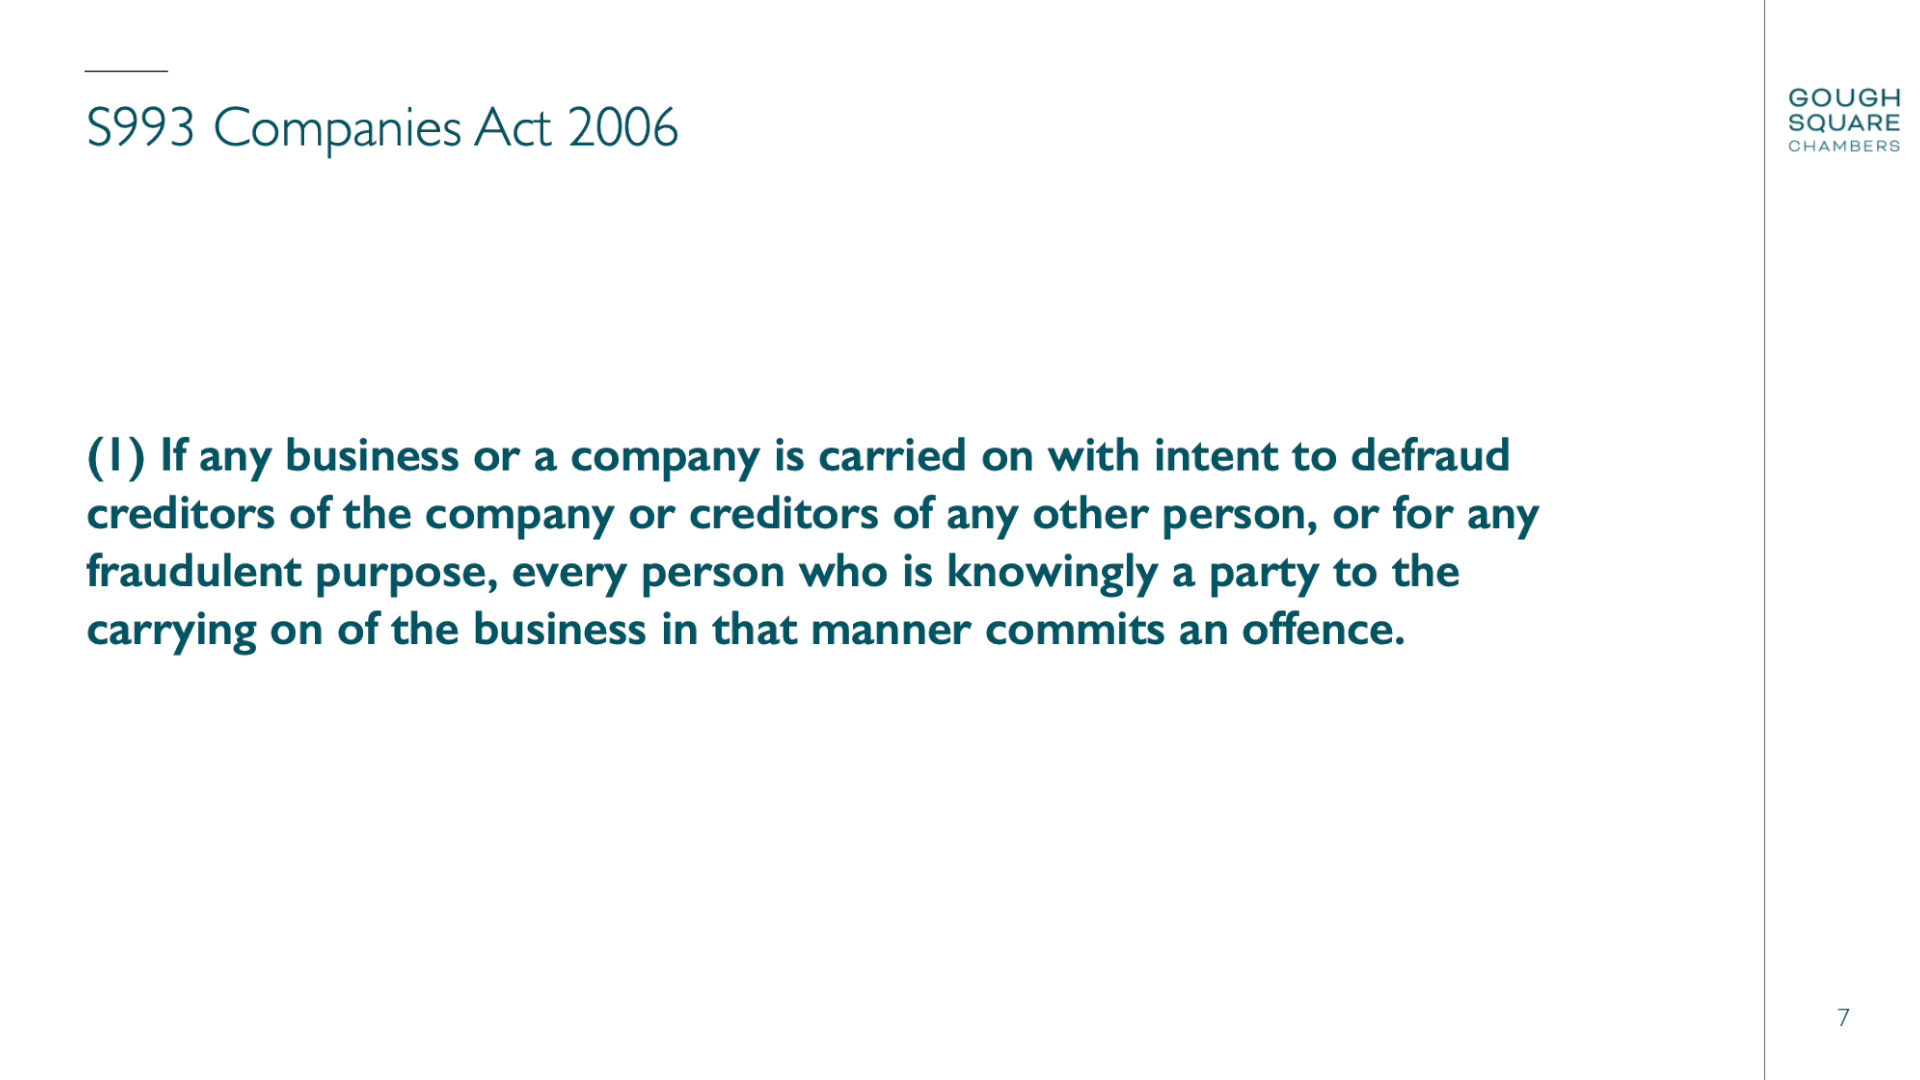 S993 Companies Act 2006
GOUGH
SQUARE
CHAMBERS
(1) If any business or a company is carried on with intent to defraud
creditors of the company or creditors of any other person, or for any
fraudulent purpose, every person who is knowingly a party to the
carrying on of the business in that manner commits an offence.
7